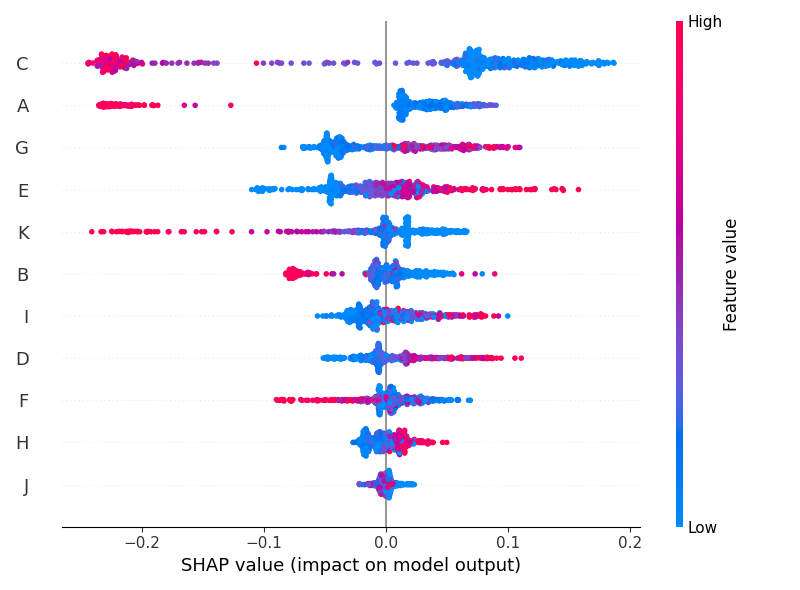 High
C
A
G
E
K
B
I
D
F
H
J
Feature value
Low
−0.2 −0.1 0.0 0.1 0.2
SHAP value (impact on model output)